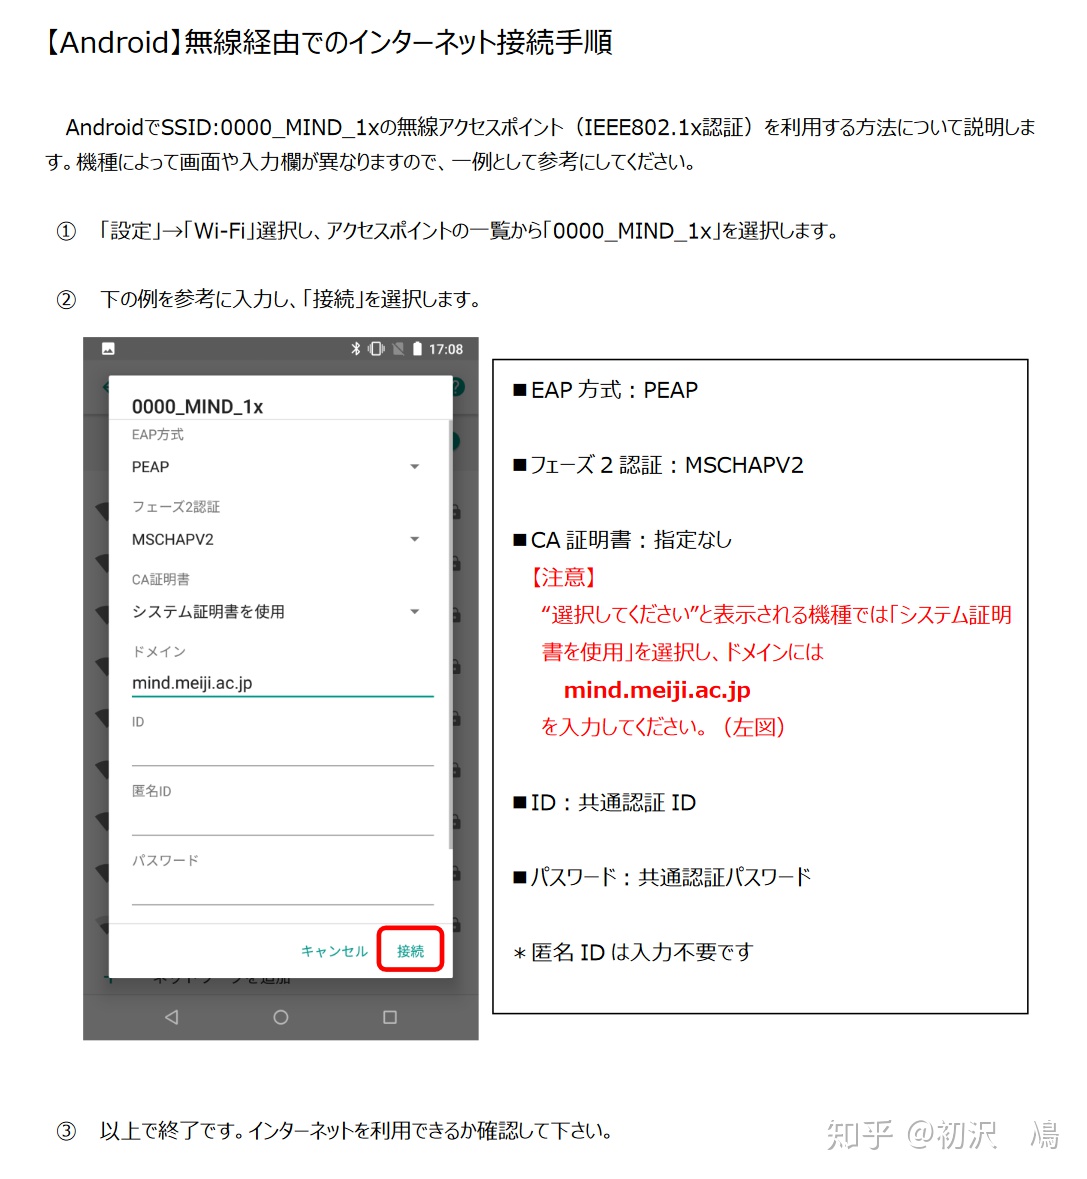 【Android】無線経由でのインターネット接続手順
AndroidでSSID:0000_MIND_1xの無線アクセスポイント（IEEE802.1x認証）を利用する方法について説明しま
す。機種によって画面や入力欄が異なりますので、一例として参考にしてください。
① 「設定」→「Wi-Fi」選択し、アクセスポイントの一覧から「0000_MIND_1x」を選択します。
② 下の例を参考に入力し、「接続」を選択します。
17:08
0000_MIND_1x
EAP方式
PEAP
フェーズ2認証
MSCHAPV2
CA証明書
システム証明書を使用
ドメイン
mind.meiji.ac.jp
ID
匿名ID
パスワード
キャンセル 接続
ネットワークを追加
■EAP 方式：PEAP
■フェーズ 2 認証：MSCHAPV2
■CA 証明書：指定なし
【注意】
“選択してください”と表示される機種では「システム証明
書を使用」を選択し、ドメインには
mind.meiji.ac.jp
を入力してください。（左図）
■ID：共通認証 ID
■パスワード：共通認証パスワード
＊匿名 ID は入力不要です
③ 以上で終了です。インターネットを利用できるか確認して下さい。
知乎 @初沢 鳰